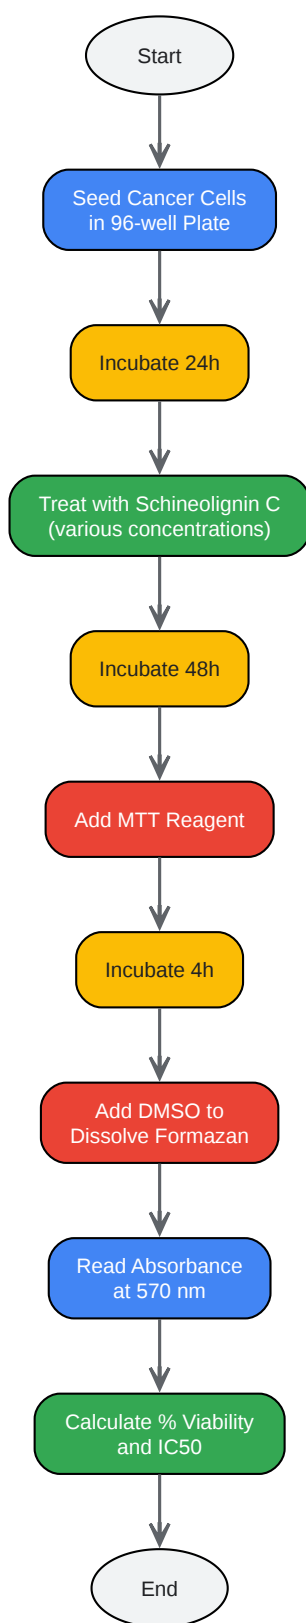 Start
Seed Cancer Cells
in 96-well Plate
Incubate 24h
Treat with Schineolignin C
(various concentrations)
Incubate 48h
Add MTT Reagent
Incubate 4h
Add DMSO to
Dissolve Formazan
Read Absorbance
at 570 nm
Calculate % Viability
and IC50
End